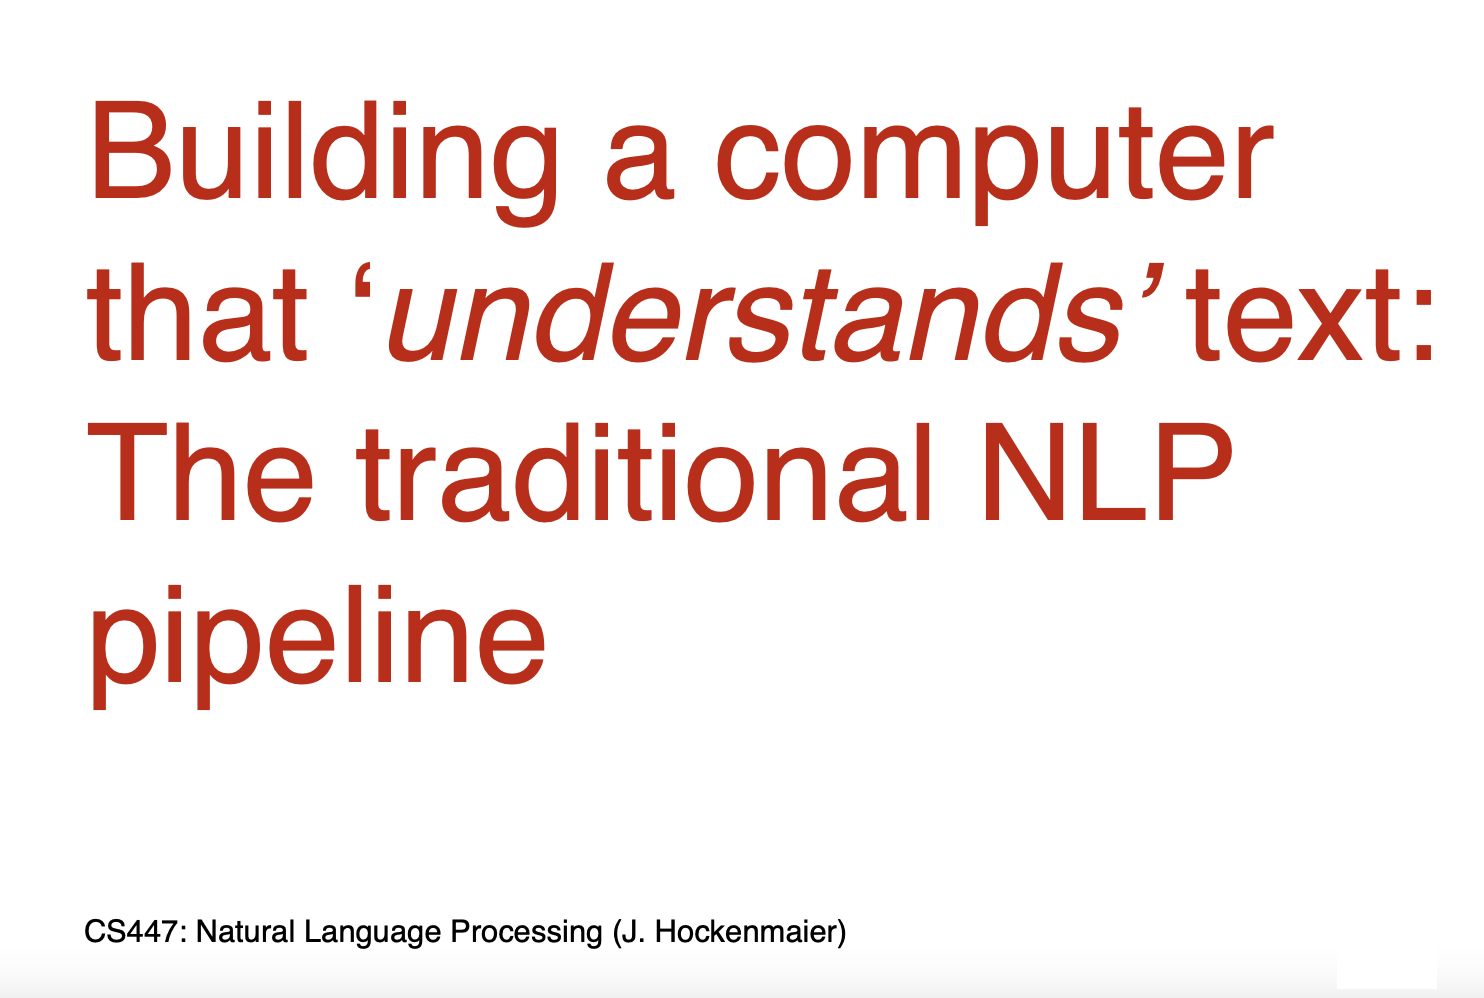 Building a computer
that ‘understands’ text:
The traditional NLP
pipeline
CS447: Natural Language Processing (J. Hockenmaier)